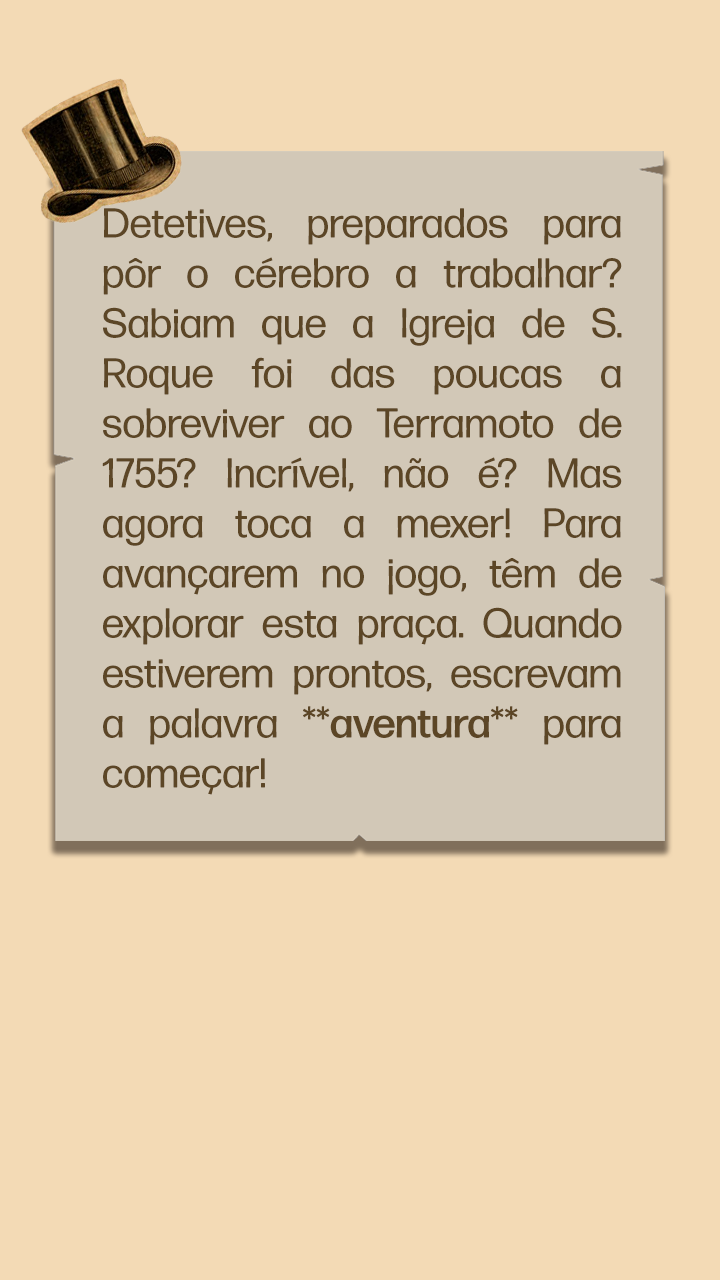 Detetives, preparados para
pôr o cérebro a trabalhar?
Sabiam que a Igreja de S.
Roque foi das poucas a
sobreviver ao Terramoto de
1755? Incrível, não é? Mas
agora toca a mexer! Para
avançarem no jogo, têm de
explorar esta praça. Quando
estiverem prontos, escrevam
a palavra **aventura** para
começar!